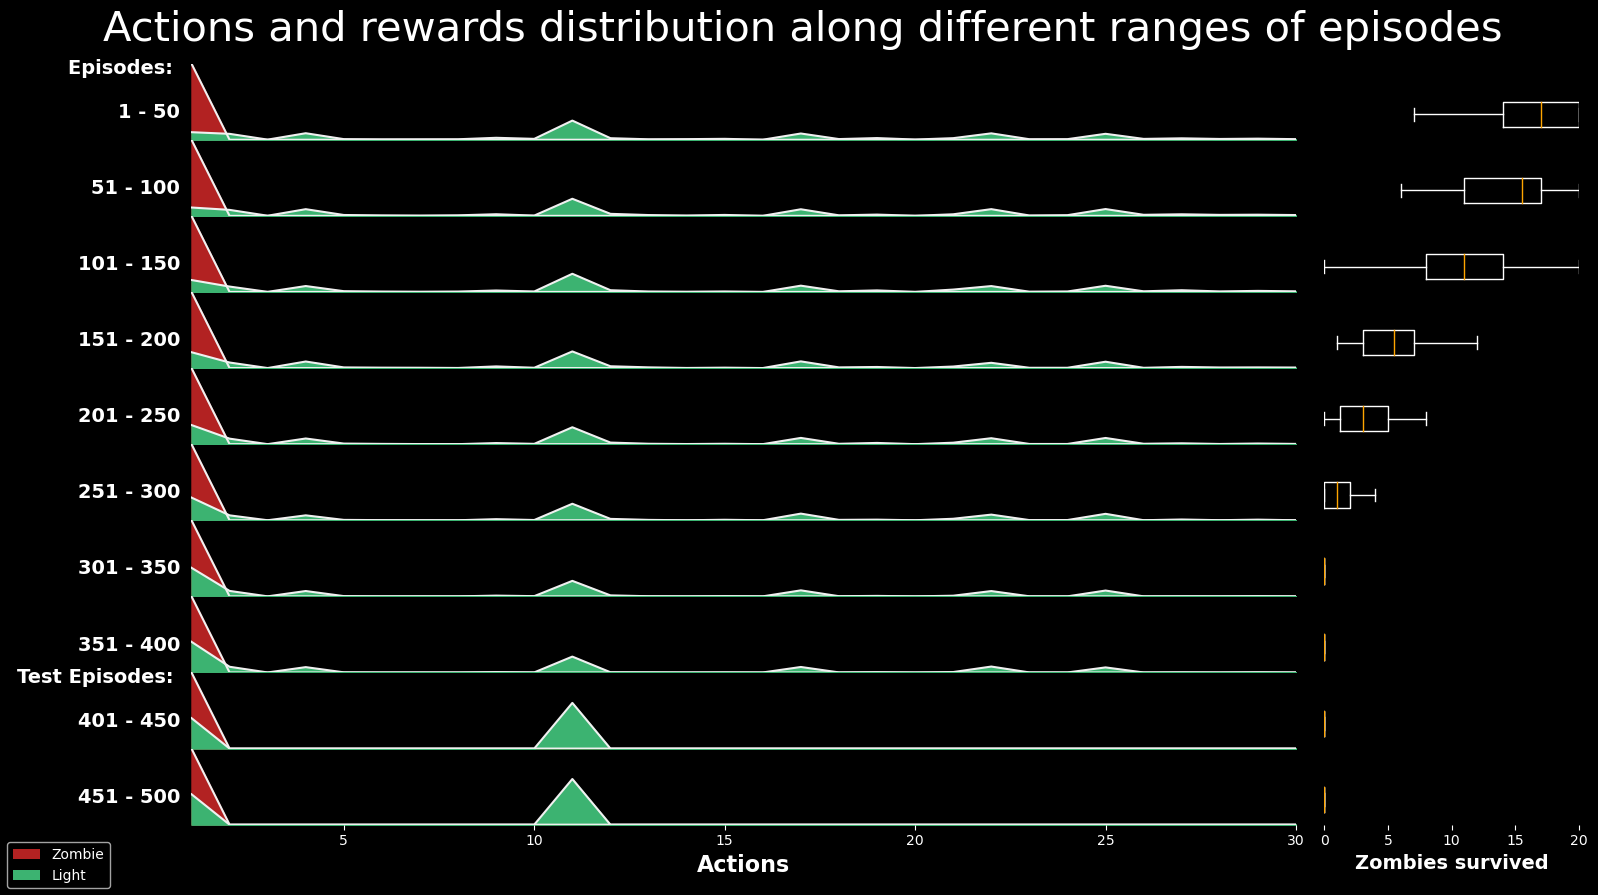 Actions and rewards distribution along different ranges of episodes
Episodes:
1 - 50
51 - 100
101 - 150
151 - 200
201 - 250
251 - 300
301 - 350
351 - 400
Test Episodes:
401 - 450
451 - 500
5 10 15 20 25 30
0 5 10 15 20
Actions
Zombies survived
Zombie
Light